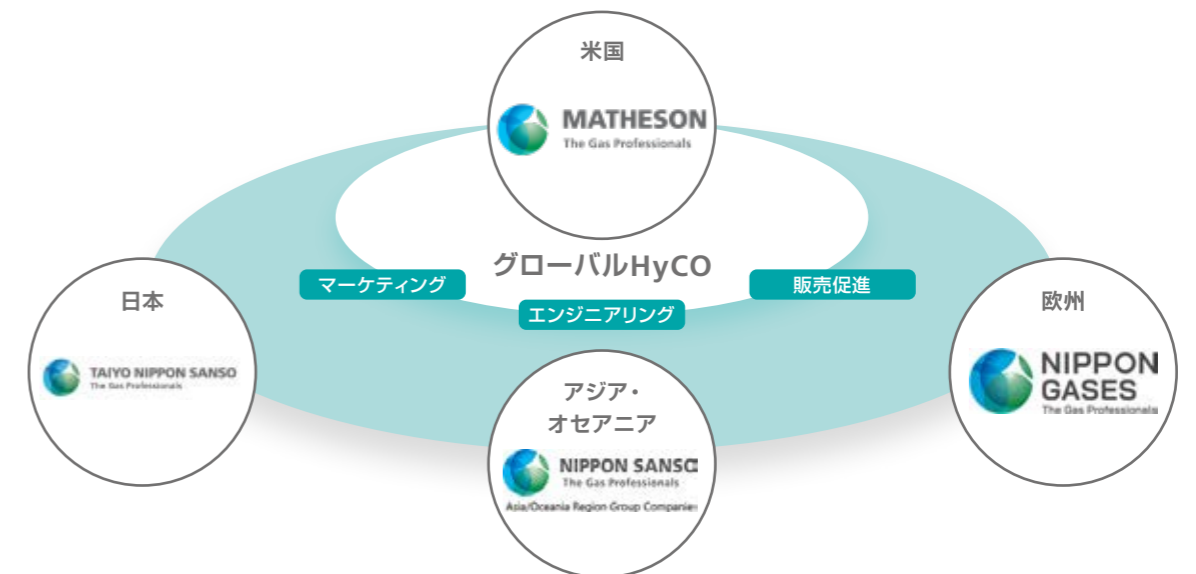 米国
MATHESON
The Gas Professionals
グローバルHyCO
マーケティング
販売促進
エンジニアリング
日本
TAIYO NIPPON SANSO
The Gas Professionals
欧州
NIPPON
GASES
The Gas Professionals
アジア・
オセアニア
NIPPON SANSO
The Gas Professionals
Asia/Oceania Region Group Companies